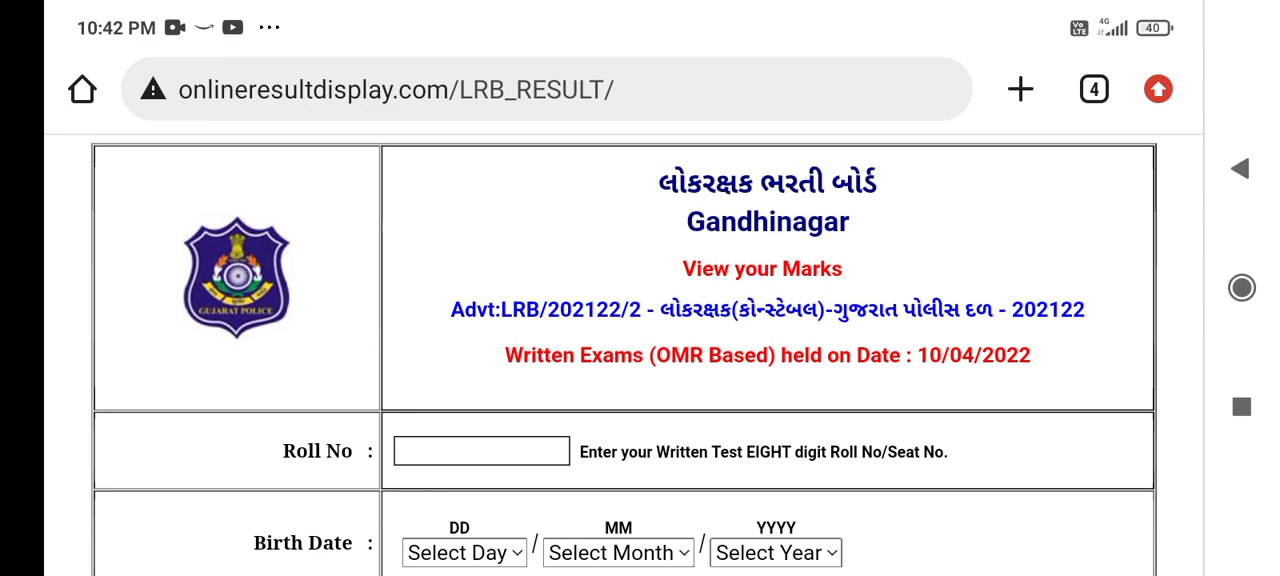 10:42 PM
Vo LTE 4G 40
onlineresultdisplay.com/LRB_RESULT/
4
લોકરક્ષક ભરતી બોર્ડ
Gandhinagar
View your Marks
Advt:LRB/202122/2 - લોકરક્ષક(કોન્સ્ટેબલ)-ગુજરાત પોલીસ દળ - 202122
Written Exams (OMR Based) held on Date : 10/04/2022
GUJARAT POLICE
Roll No :
Enter your Written Test EIGHT digit Roll No/Seat No.
DD MM YYYY
Birth Date : Select Day / Select Month / Select Year